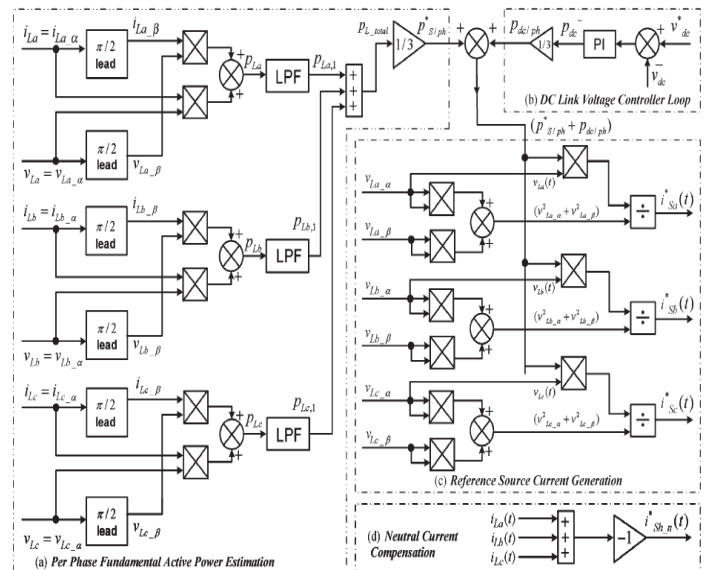 i_La = i_La_α
π/2 lead
i_La_β
p_La
LPF
p_La,1
v_La = v_La_α
π/2 lead
v_La_β
i_Lb = i_Lb_α
π/2 lead
i_Lb_β
p_Lb
LPF
p_Lb,1
v_Lb = v_Lb_α
π/2 lead
v_Lb_β
i_Lc = i_Lc_α
π/2 lead
i_Lc_β
p_Lc
LPF
p_Lc,1
v_Lc = v_Lc_α
π/2 lead
v_Lc_β
(a) Per Phase Fundamental Active Power Estimation
p_L_total
1/3
p*_S/ph
p_dc/ph
1/3
p_dc^-
PI
v*_dc
v_dc^-
(b) DC Link Voltage Controller Loop
(p*_S/ph + p_dc/ph)
v_La_α
v_La_β
v_La(t)
(v²_La_α + v²_La_β)
÷
i*_Sa(t)
v_Lb_α
v_Lb_β
v_Lb(t)
(v²_Lb_α + v²_Lb_β)
÷
i*_Sb(t)
v_Lc_α
v_Lc_β
v_Lc(t)
(v²_Lc_α + v²_Lc_β)
÷
i*_Sc(t)
(c) Reference Source Current Generation
(d) Neutral Current
Compensation
i_La(t)
i_Lb(t)
i_Lc(t)
+
+
+
−1
i*_Sh_n(t)